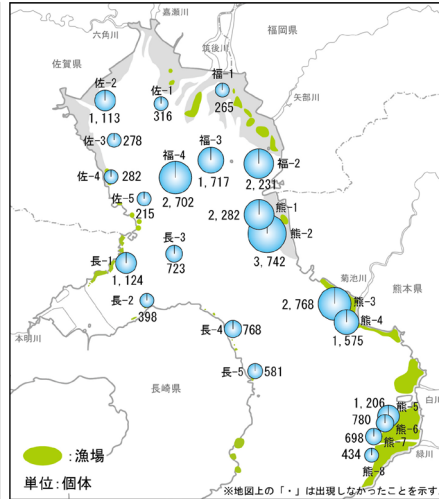 嘉瀬川
六角川
筑後川
福岡県
佐賀県
矢部川
佐-2
1,113
佐-1
316
福-1
265
佐-3
278
福-3
1,717
福-4
2,702
福-2
2,231
佐-4
282
佐-5
215
熊-1
2,282
熊-2
3,742
長-3
723
長-1
1,124
菊池川
熊本県
長-2
398
2,768
熊-3
熊-4
1,575
本明川
長-4
768
長崎県
長-5
581
白川
1,206
熊-5
780
熊-6
698
熊-7
434
熊-8
緑川
:漁場
単位:個体
※地図上の「・」は出現しなかったことを示す。